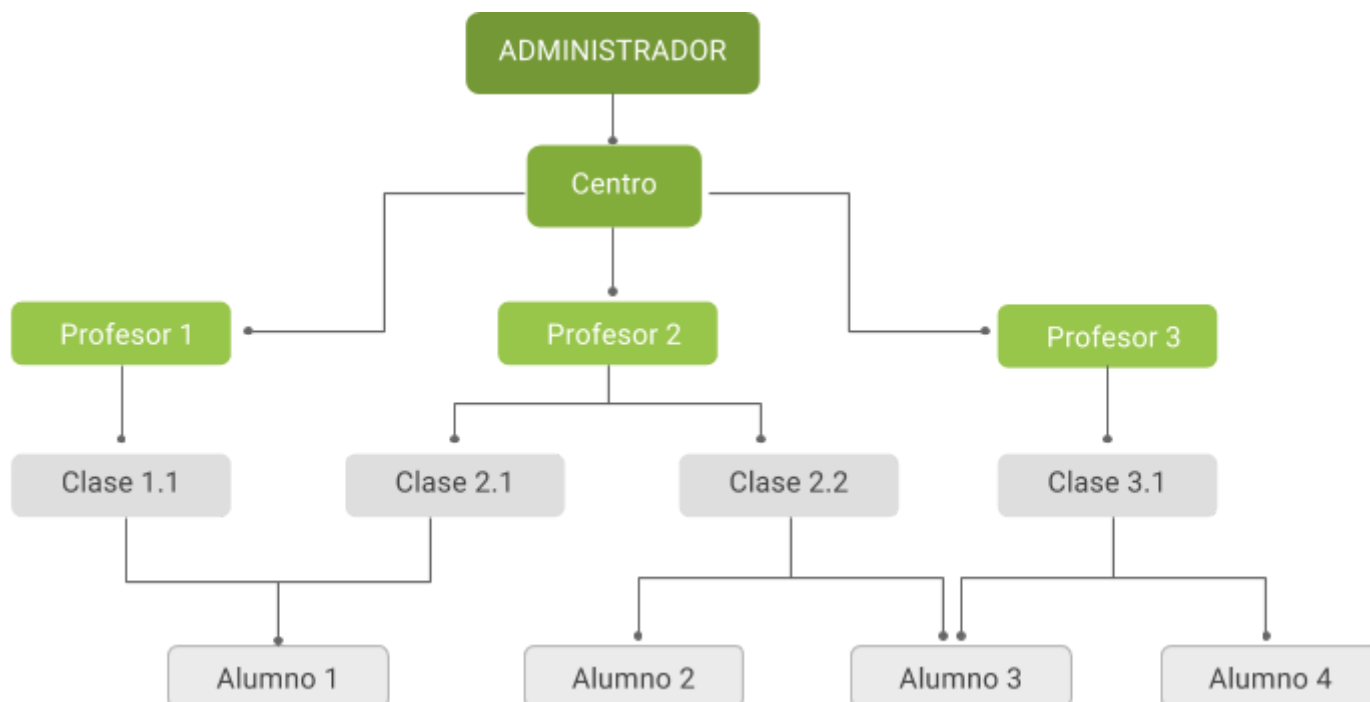 ADMINISTRADOR
Centro
Profesor 1
Profesor 2
Profesor 3
Clase 1.1
Clase 2.1
Clase 2.2
Clase 3.1
Alumno 1
Alumno 2
Alumno 3
Alumno 4